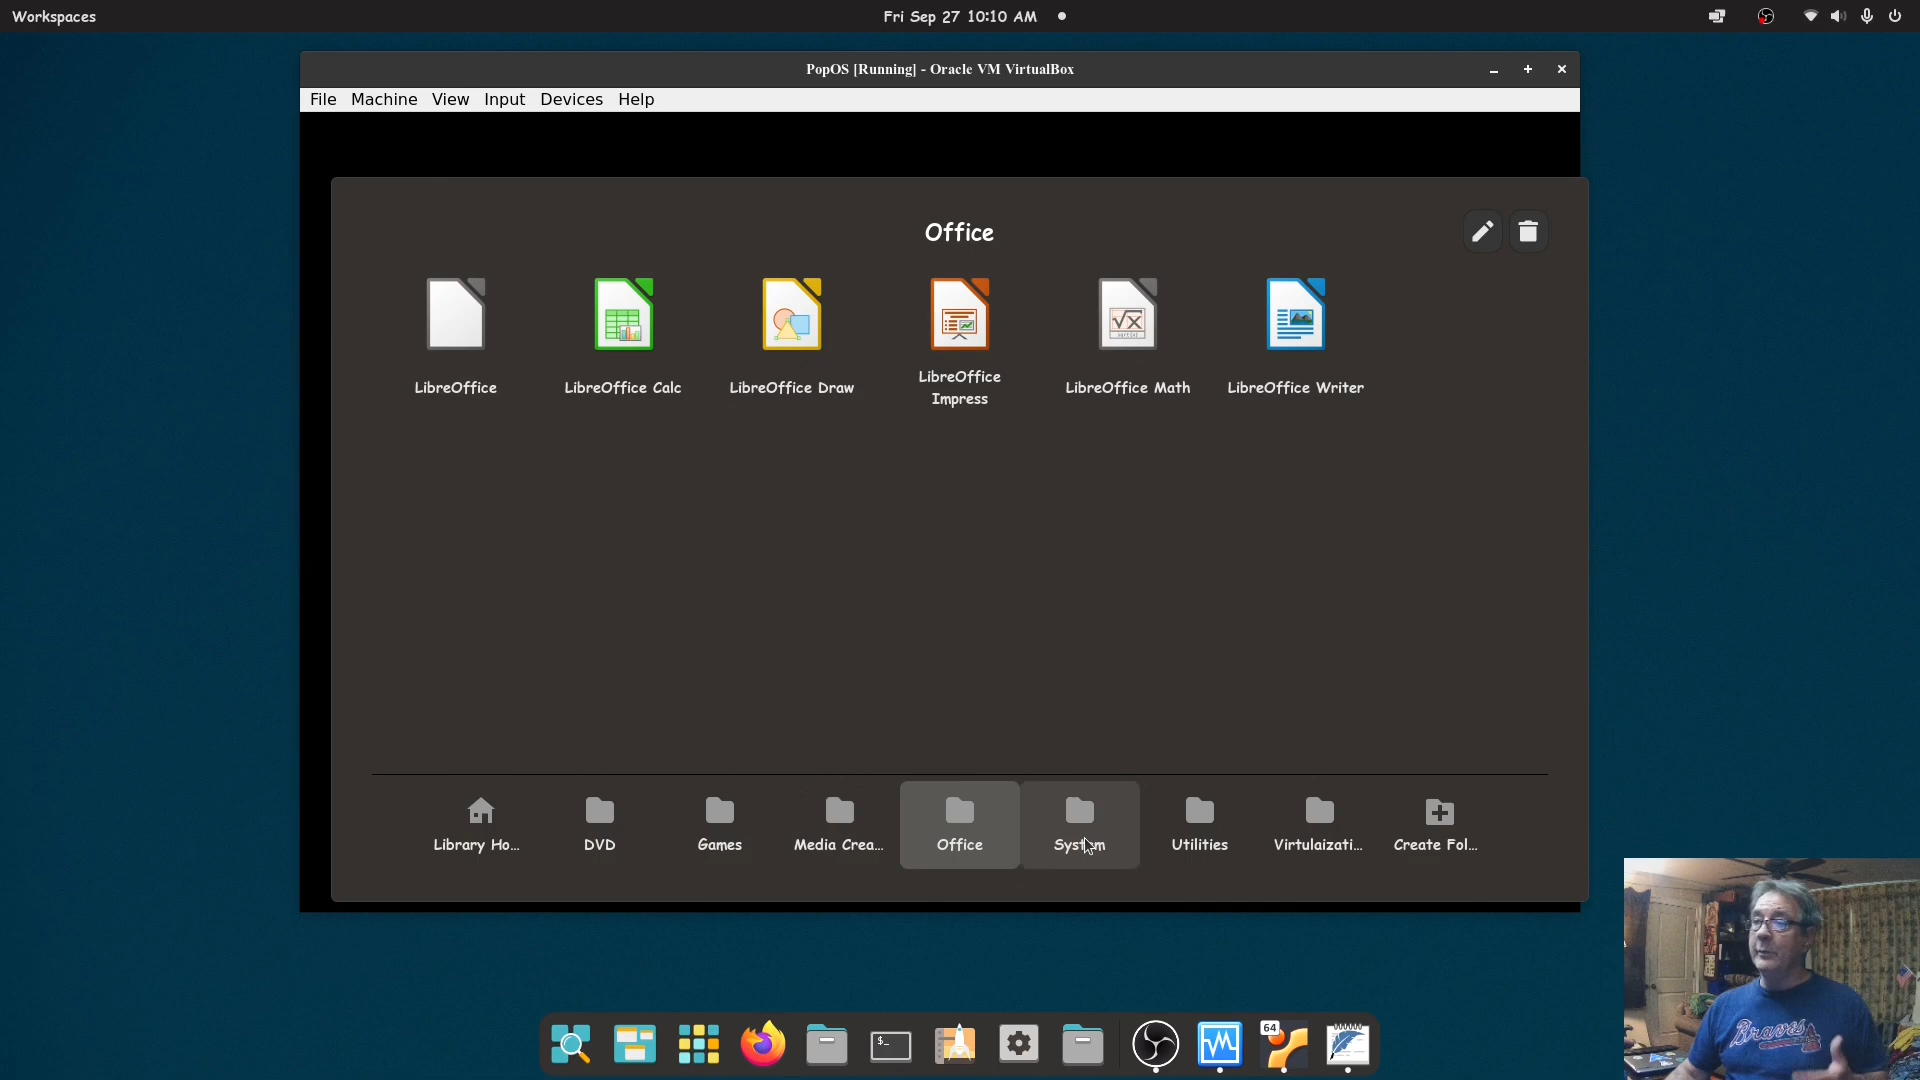 Workspaces
Fri Sep 27 10:10 AM
PopOS [Running] - Oracle VM VirtualBox
File Machine View Input Devices Help
Office
LibreOffice
LibreOffice Calc
LibreOffice Draw
LibreOffice
Impress
LibreOffice Math
LibreOffice Writer
Library Ho...
DVD
Games
Media Crea...
Office
System
Utilities
Virtulaizati...
Create Fol...
$_
64
Braves